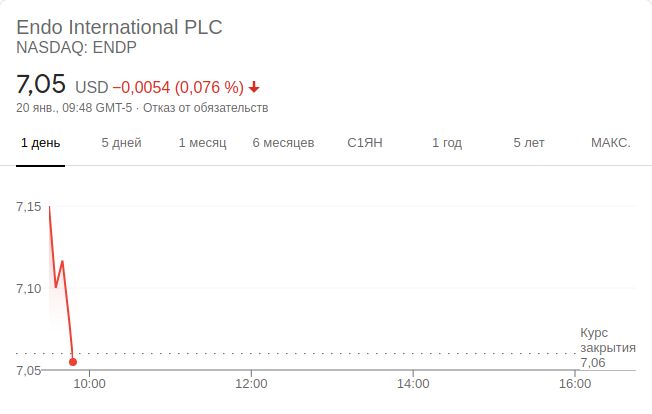 Endo International PLC
NASDAQ: ENDP
7,05 USD −0,0054 (0,076 %)
20 янв., 09:48 GMT-5 · Отказ от обязательств
1 день 5 дней 1 месяц 6 месяцев С1ЯН 1 год 5 лет МАКС.
7,15
7,10
Курс
закрытия
7,06
7,05
10:00 12:00 14:00 16:00